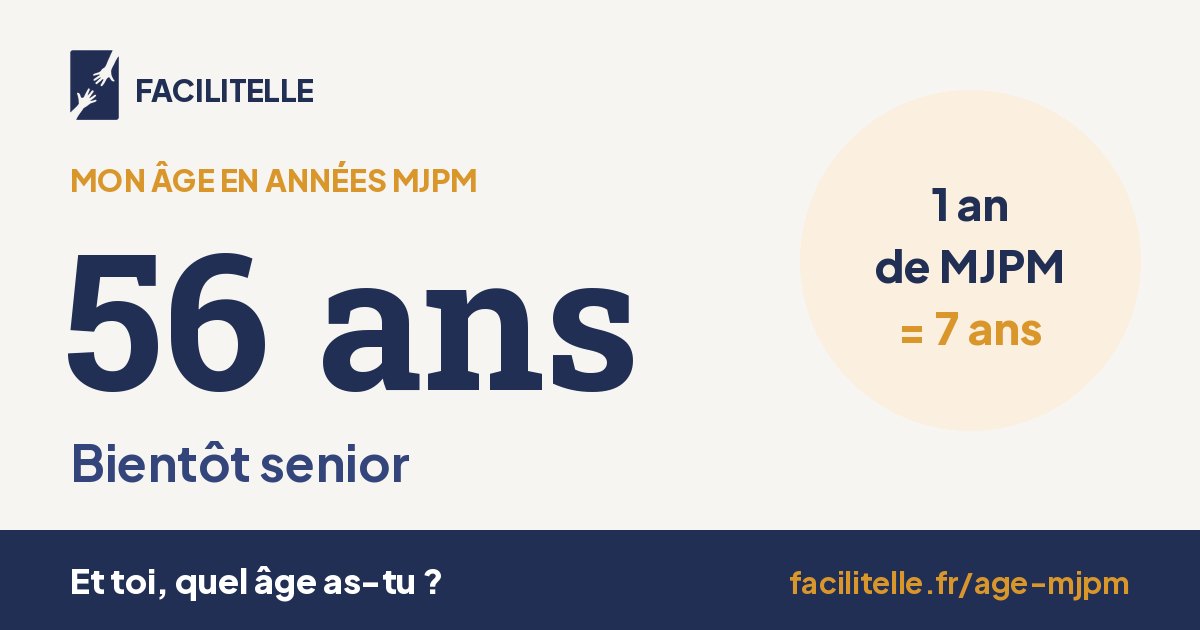 FACILITELLE
MON ÂGE EN ANNÉES MJPM
56 ans
Bientôt senior
1 an
de MJPM
= 7 ans
Et toi, quel âge as-tu ?
facilitelle.fr/age-mjpm